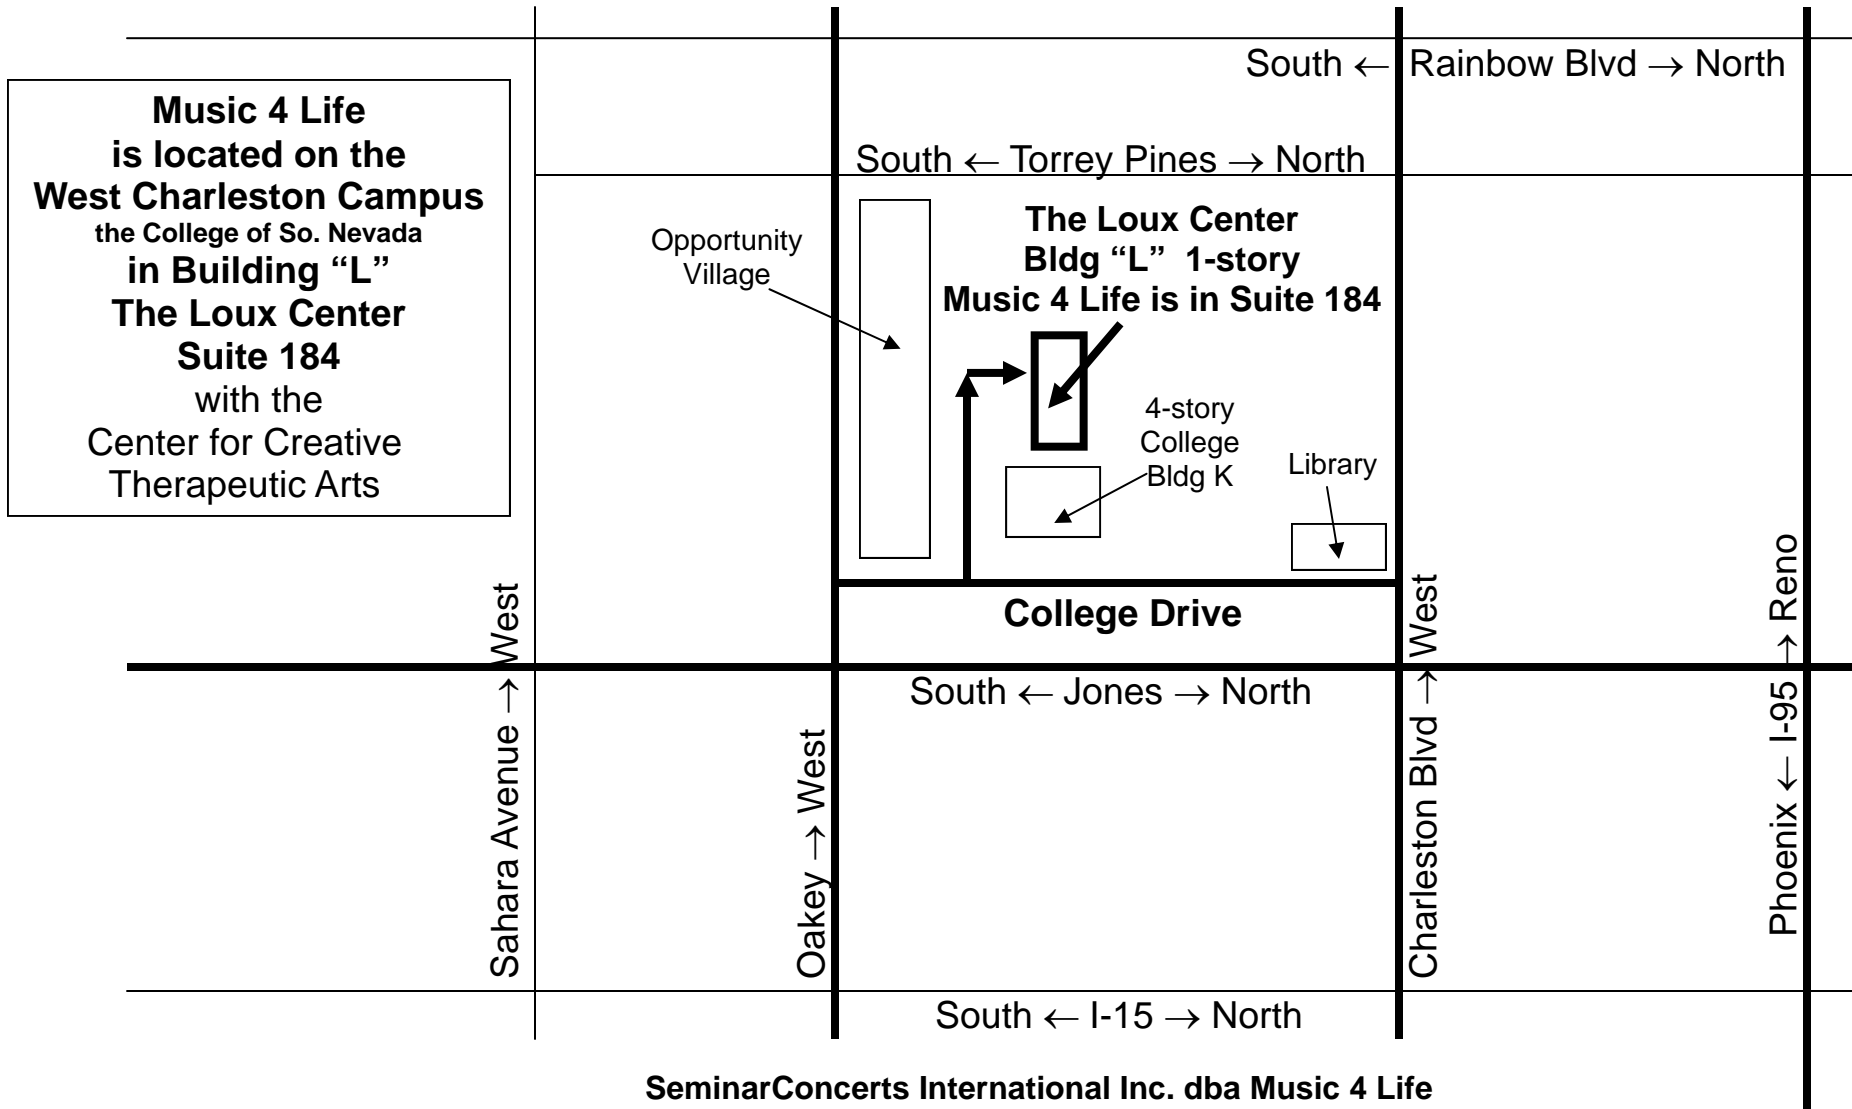 South ← Rainbow Blvd → North
Music 4 Life
is located on the
West Charleston Campus
the College of So. Nevada
in Building “L”
The Loux Center
Suite 184
with the
Center for Creative
Therapeutic Arts
South ← Torrey Pines → North
Opportunity
Village
The Loux Center
Bldg “L” 1-story
Music 4 Life is in Suite 184
4-story
College
Bldg K
Library
College Drive
South ← Jones → North
Sahara Avenue → West
Oakey → West
Charleston Blvd → West
Phoenix ← I-95 → Reno
South ← I-15 → North
SeminarConcerts International Inc. dba Music 4 Life